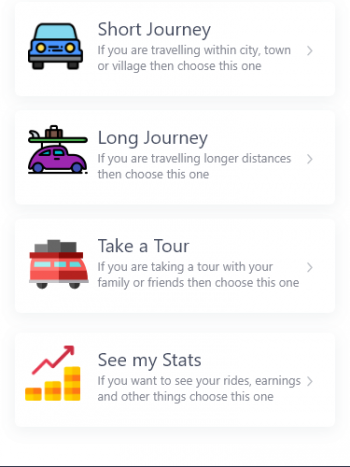 Short Journey
If you are travelling within city, town
or village then choose this one
Long Journey
If you are travelling longer distances
then choose this one
Take a Tour
If you are taking a tour with your
family or friends then choose this one
See my Stats
If you want to see your rides, earnings
and other things choose this one